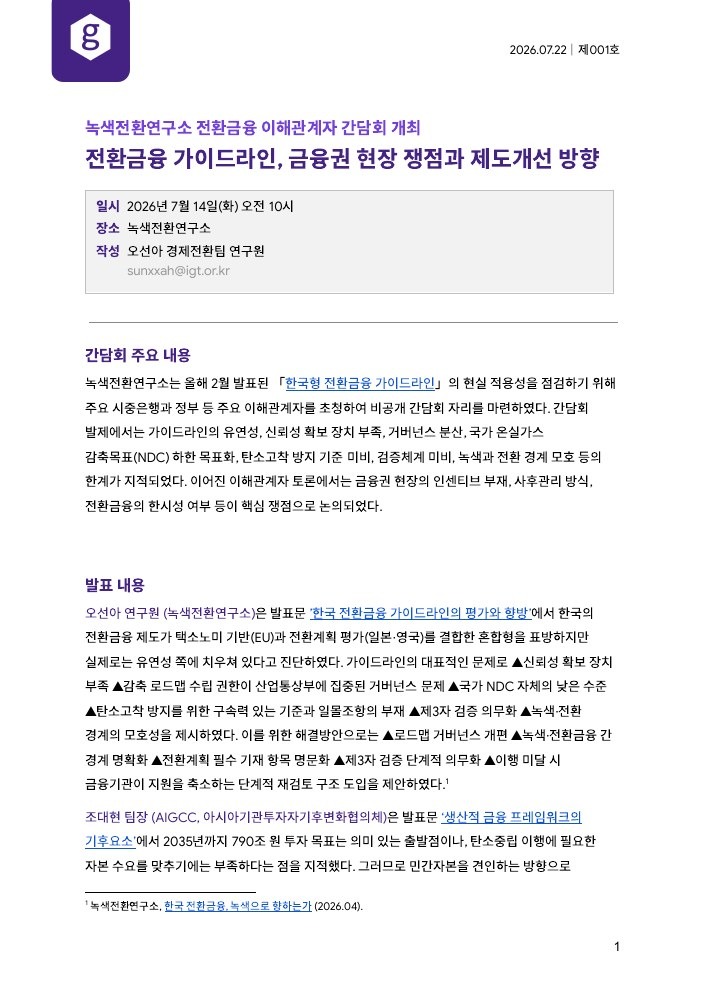 g
2026.07.22 | 제001호
녹색전환연구소 전환금융 이해관계자 간담회 개최
전환금융 가이드라인, 금융권 현장 쟁점과 제도개선 방향
일시 2026년 7월 14일(화) 오전 10시
장소 녹색전환연구소
작성 오선아 경제전환팀 연구원
sunxxah@igt.or.kr
간담회 주요 내용
녹색전환연구소는 올해 2월 발표된 「한국형 전환금융 가이드라인」의 현실 적용성을 점검하기 위해
주요 시중은행과 정부 등 주요 이해관계자를 초청하여 비공개 간담회 자리를 마련하였다. 간담회
발제에서는 가이드라인의 유연성, 신뢰성 확보 장치 부족, 거버넌스 분산, 국가 온실가스
감축목표(NDC) 하한 목표화, 탄소고착 방지 기준 미비, 검증체계 미비, 녹색과 전환 경계 모호 등의
한계가 지적되었다. 이어진 이해관계자 토론에서는 금융권 현장의 인센티브 부재, 사후관리 방식,
전환금융의 한시성 여부 등이 핵심 쟁점으로 논의되었다.
발표 내용
오선아 연구원 (녹색전환연구소)은 발표문 '한국 전환금융 가이드라인의 평가와 향방'에서 한국의
전환금융 제도가 택소노미 기반(EU)과 전환계획 평가(일본·영국)를 결합한 혼합형을 표방하지만
실제로는 유연성 쪽에 치우쳐 있다고 진단하였다. 가이드라인의 대표적인 문제로 ▲신뢰성 확보 장치
부족 ▲감축 로드맵 수립 권한이 산업통상부에 집중된 거버넌스 문제 ▲국가 NDC 자체의 낮은 수준
▲탄소고착 방지를 위한 구속력 있는 기준과 일몰조항의 부재 ▲제3자 검증 의무화 ▲녹색·전환
경계의 모호성을 제시하였다. 이를 위한 해결방안으로는 ▲로드맵 거버넌스 개편 ▲녹색·전환금융 간
경계 명확화 ▲전환계획 필수 기재 항목 명문화 ▲제3자 검증 단계적 의무화 ▲이행 미달 시
금융기관이 지원을 축소하는 단계적 재검토 구조 도입을 제안하였다.1
조대현 팀장 (AIGCC, 아시아기관투자자기후변화협의체)은 발표문 '생산적 금융 프레임워크의
기후요소'에서 2035년까지 790조 원 투자 목표는 의미 있는 출발점이나, 탄소중립 이행에 필요한
자본 수요를 맞추기에는 부족하다는 점을 지적했다. 그러므로 민간자본을 견인하는 방향으로
1 녹색전환연구소, 한국 전환금융, 녹색으로 향하는가 (2026.04).
1